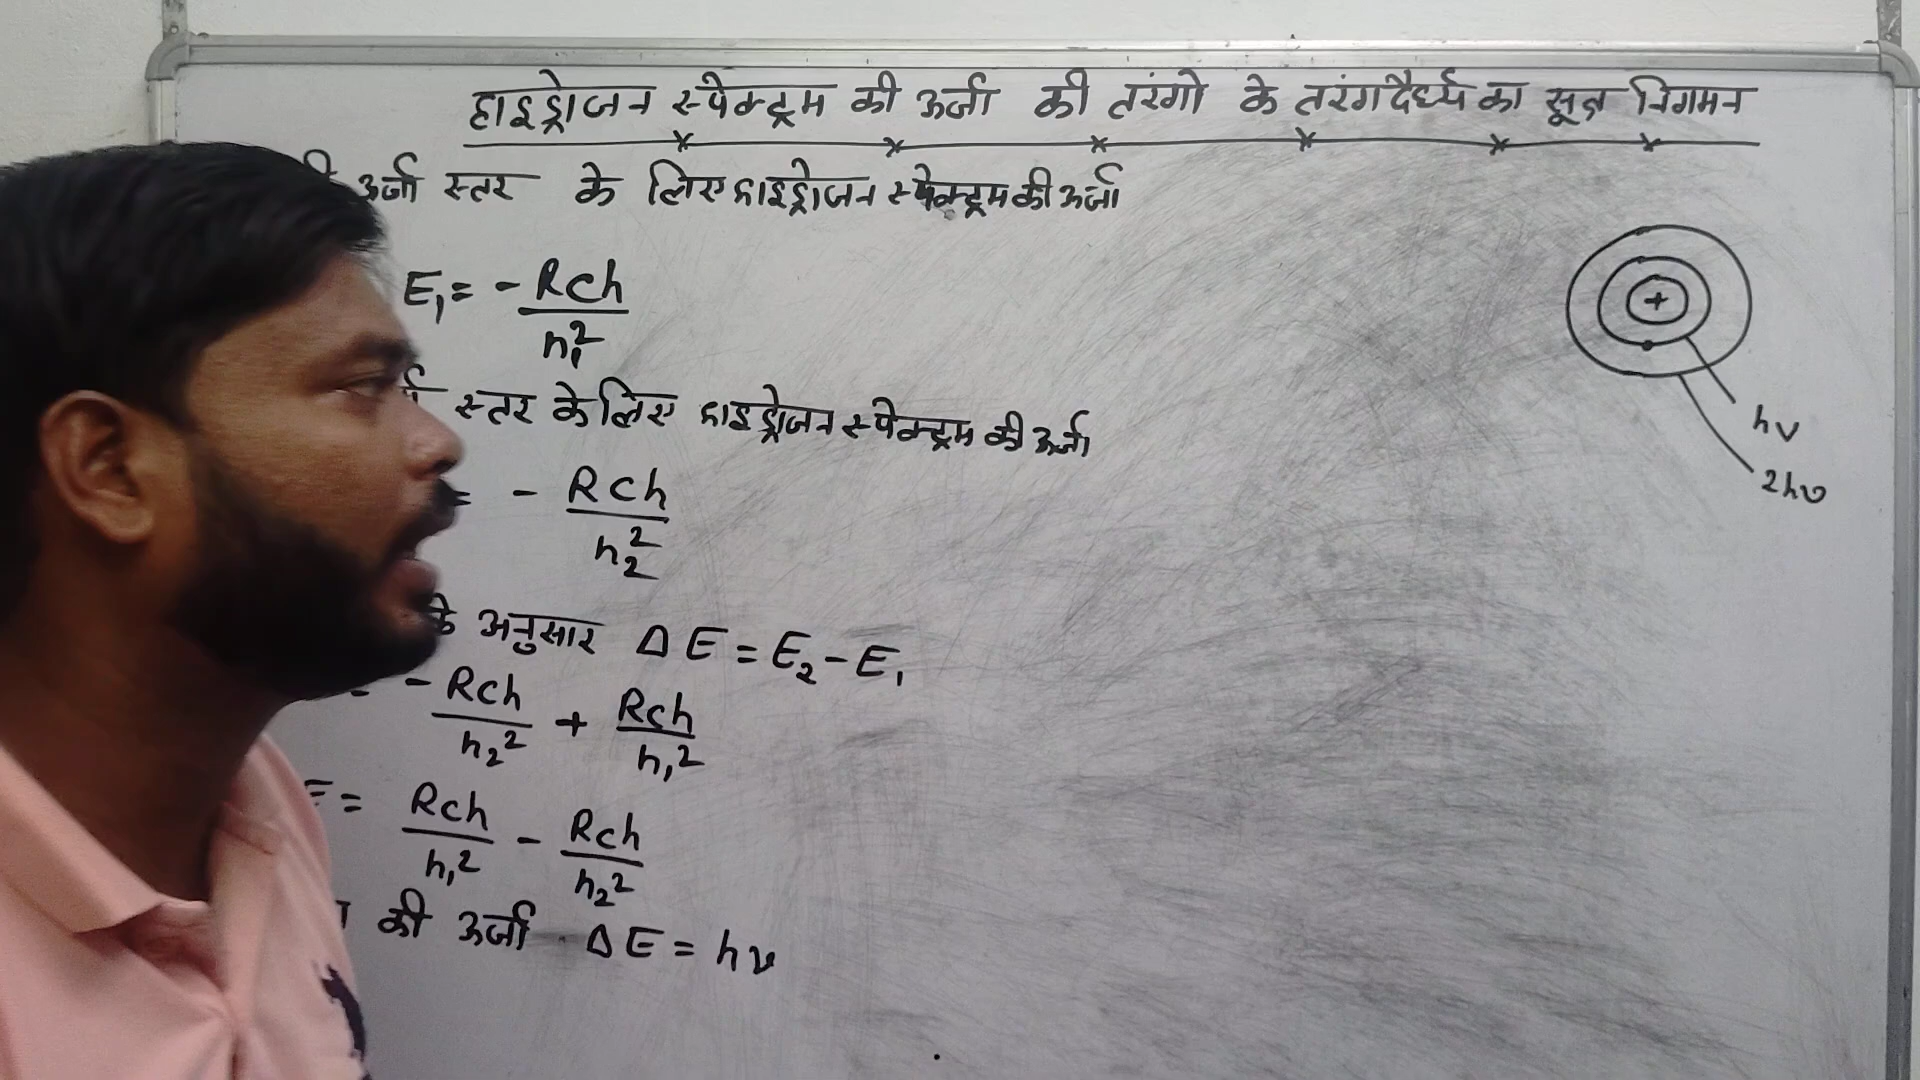 हाइड्रोजन स्पेक्ट्रम की ऊर्जा की तरंगो के तरंगदैर्ध्य का सूत्र निगमन
ऊर्जा स्तर के लिए हाइड्रोजन स्पेक्ट्रम की ऊर्जा
E₁ = - Rch / n₁²
स्तर के लिए हाइड्रोजन स्पेक्ट्रम की ऊर्जा
= - Rch / n₂²
के अनुसार ΔE = E₂ - E₁
= - Rch / n₂² + Rch / n₁²
E = Rch / n₁² - Rch / n₂²
की ऊर्जा ΔE = hν
+
hν
2hν